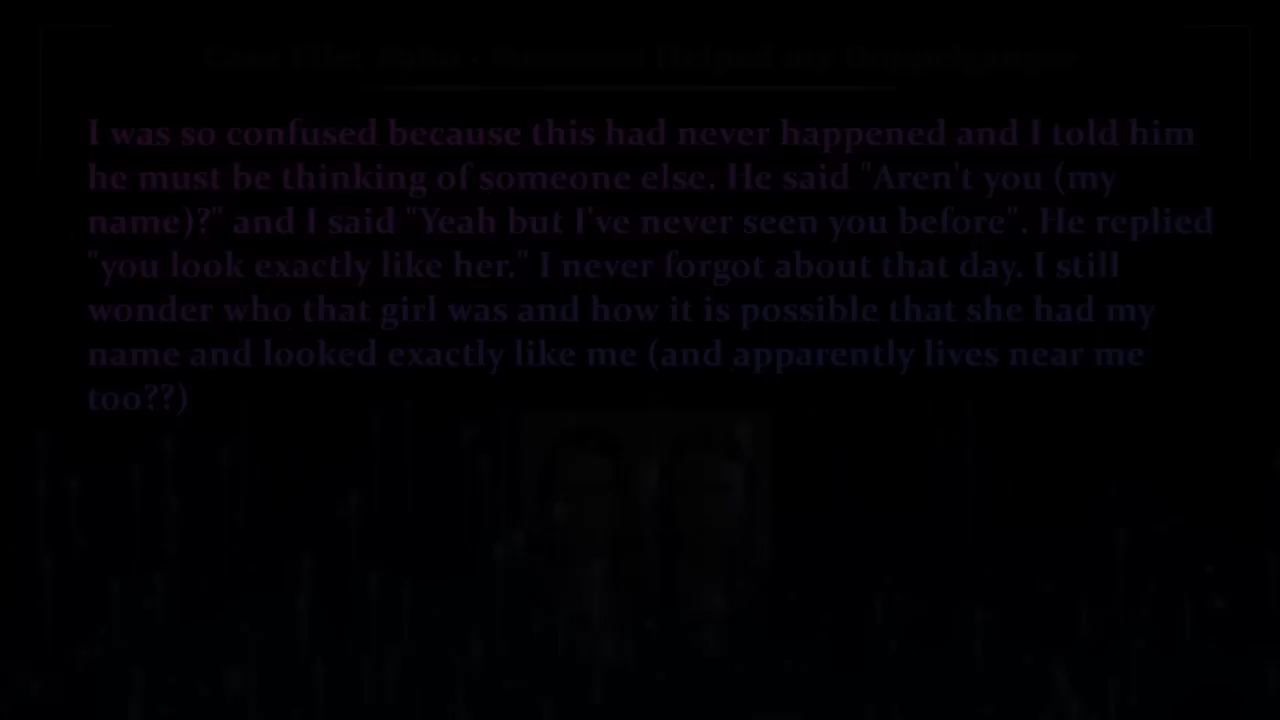 I was so confused because this had never happened and I told him
he must be thinking of someone else. He said "Aren't you (my
name)?" and I said "Yeah but I've never seen you before". He replied
"you look exactly like her." I never forgot about that day. I still
wonder who that girl was and how it is possible that she had my
name and looked exactly like me (and apparently lives near me
too??)